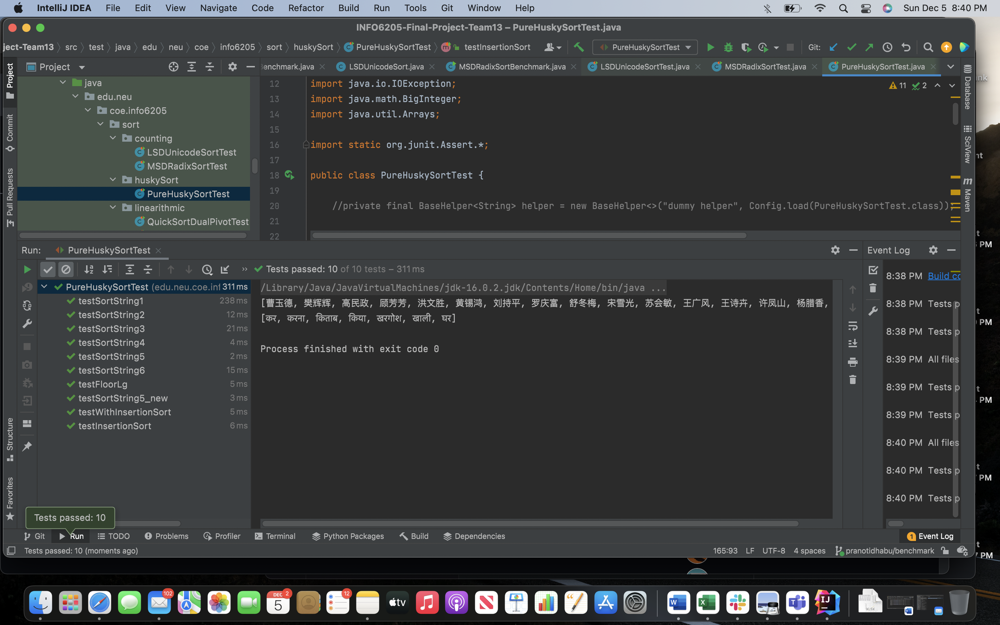 IntelliJ IDEA File Edit View Navigate Code Refactor Build Run Tools Git Window Help Sun Dec 5 8:40 PM
INFO6205-Final-Project-Team13 – PureHuskySortTest.java
ject-Team13 src test java edu neu coe info6205 sort huskySort PureHuskySortTest testInsertionSort PureHuskySortTest Git:
Project
Benchmark.java LSDUnicodeSort.java MSDRadixSortBenchmark.java LSDUnicodeSortTest.java MSDRadixSortTest.java PureHuskySortTest.java
Project
Commit
Pull Requests
Structure
Favorites
java
edu.neu
coe.info6205
sort
counting
LSDUnicodeSortTest
MSDRadixSortTest
huskySort
PureHuskySortTest
linearithmic
QuickSortDualPivotTest
11 2
12 import java.io.IOException;
13 import java.math.BigInteger;
14 import java.util.Arrays;
15
16 import static org.junit.Assert.*;
17
18 public class PureHuskySortTest {
19
20 //private final BaseHelper<String> helper = new BaseHelper<>("dummy helper", Config.load(PureHuskySortTest.class));
21
22
Database
SciView
Maven
Run: PureHuskySortTest
Tests passed: 10 of 10 tests – 311 ms
PureHuskySortTest (edu.neu.coe.inf 311 ms
testSortString1 238 ms
testSortString2 12 ms
testSortString3 21 ms
testSortString4 4 ms
testSortString5 2 ms
testSortString6 15 ms
testFloorLg 5 ms
testSortString5_new 3 ms
testWithInsertionSort 5 ms
testInsertionSort 6 ms
/Library/Java/JavaVirtualMachines/jdk-16.0.2.jdk/Contents/Home/bin/java ...
[曹玉德, 樊辉辉, 高民政, 顾芳芳, 洪文胜, 黄锡鸿, 刘持平, 罗庆富, 舒冬梅, 宋雪光, 苏会敏, 王广风, 王诗卉, 许凤山, 杨腊香,
[कर, करना, किताब, किया, खरगोश, खाली, घर]
Process finished with exit code 0
Event Log
8:38 PM Build co
8:38 PM Tests p
8:38 PM Tests p
8:39 PM All files
8:39 PM Tests p
8:39 PM Tests p
8:40 PM All files
8:40 PM Tests p
8:40 PM Tests p
Tests passed: 10
Git Run TODO Problems Profiler Terminal Python Packages Build Dependencies 1 Event Log
Tests passed: 10 (moments ago) 165:93 LF UTF-8 4 spaces pranotidhabu/benchmark
102 DEC 2 5 12 tv W X IJ XLSX